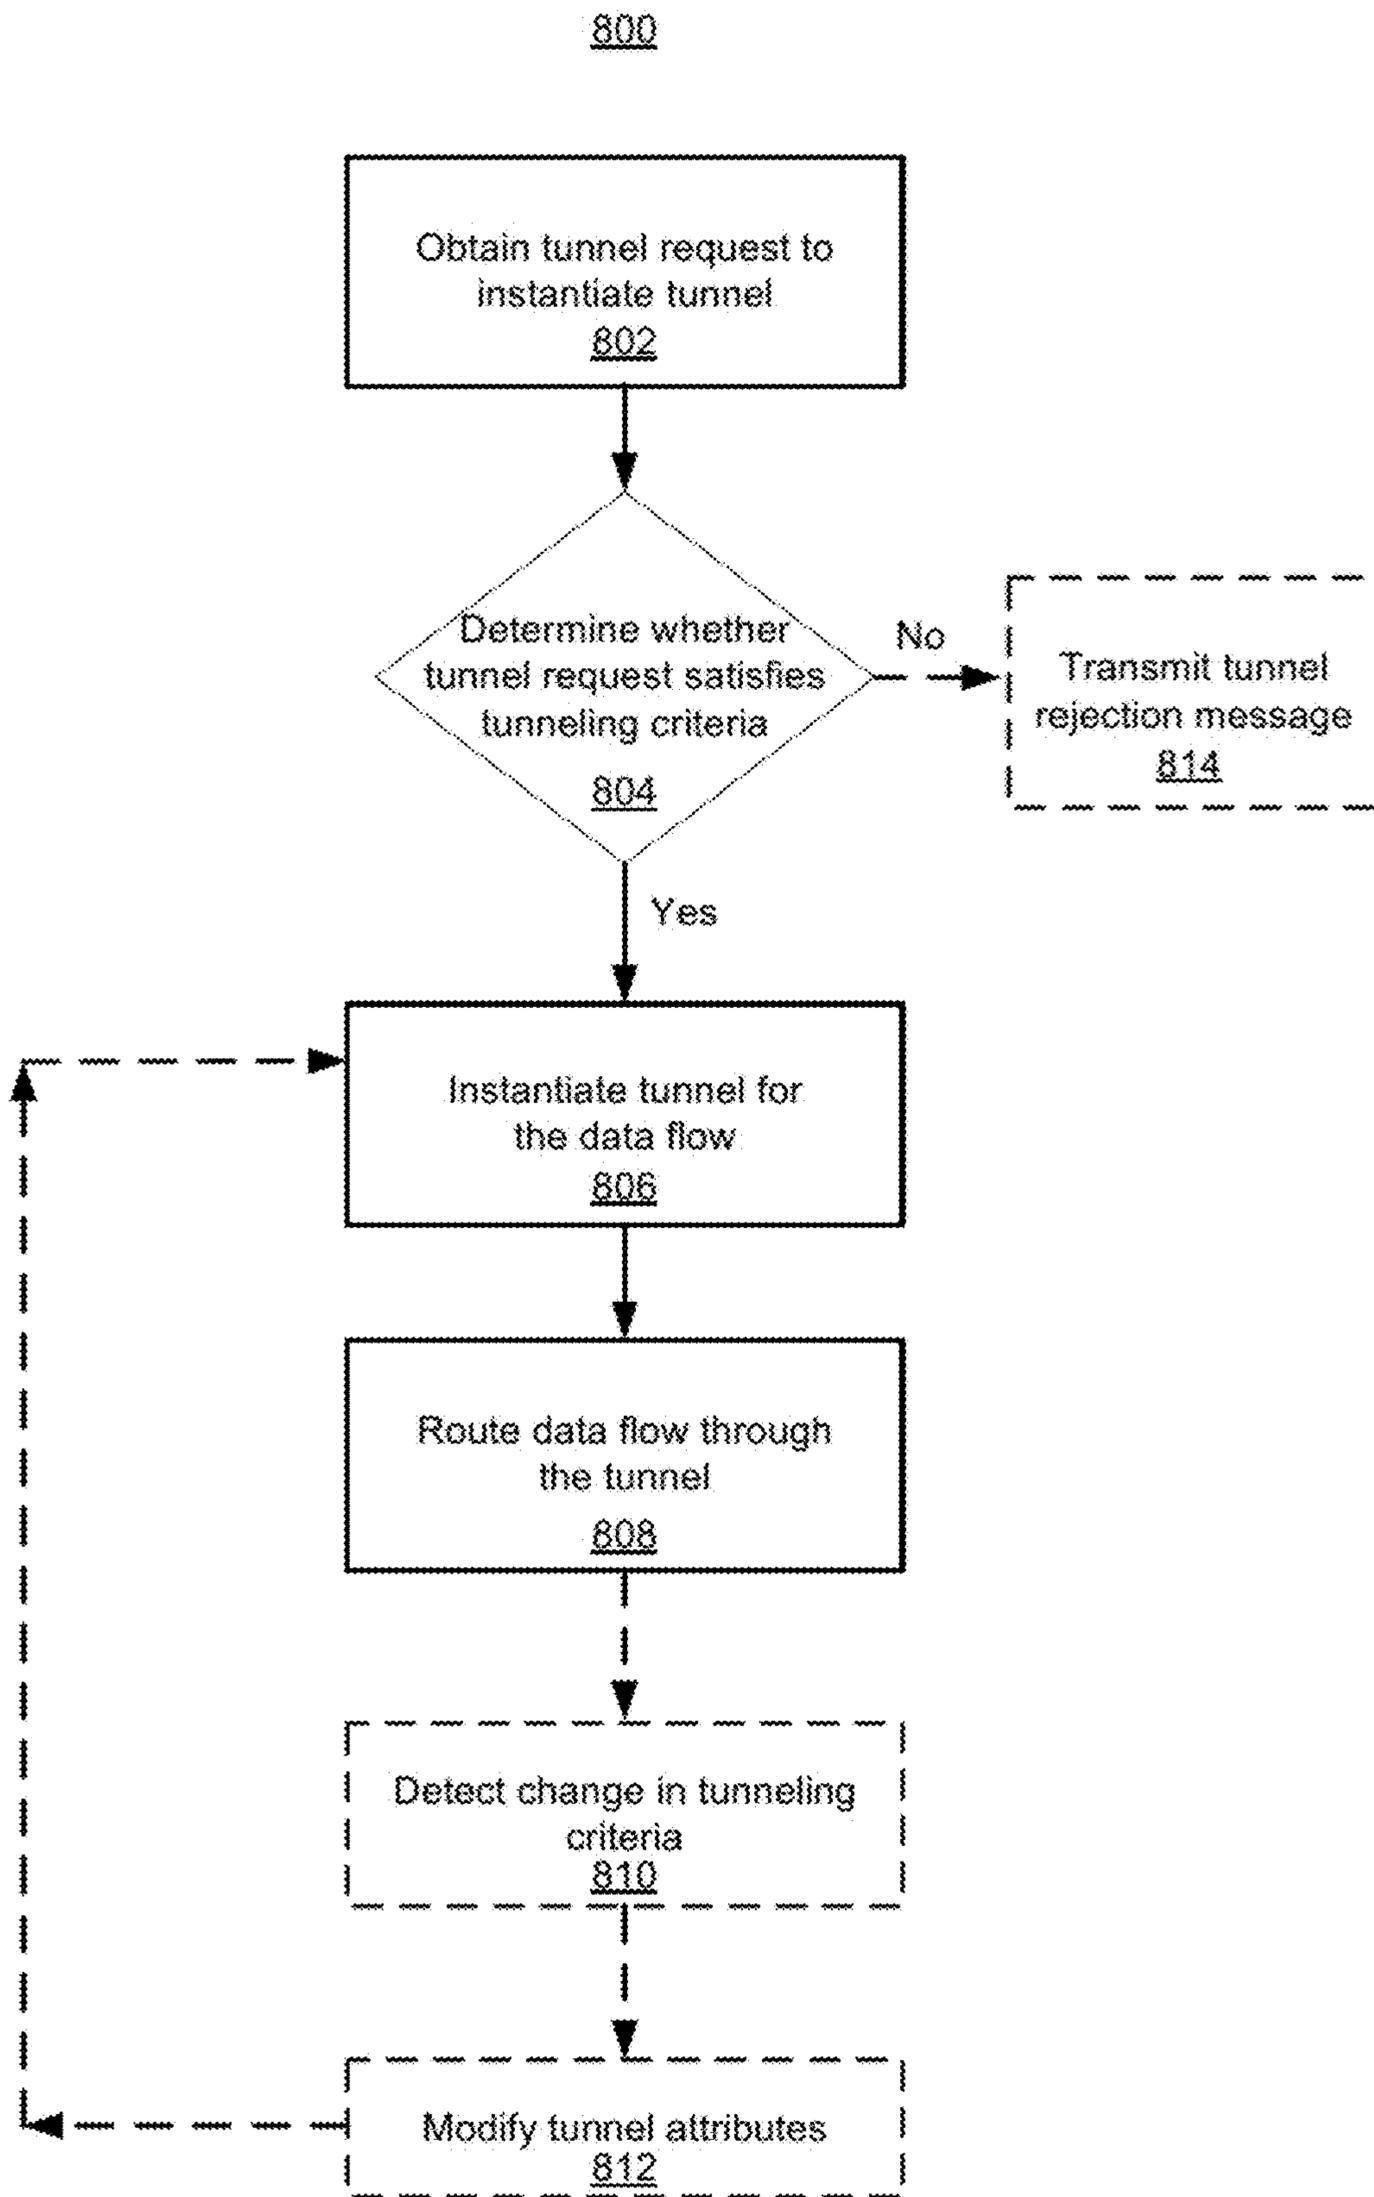 800
Obtain tunnel request to
instantiate tunnel
802
Determine whether
tunnel request satisfies
tunneling criteria
804
No
Transmit tunnel
rejection message
814
Yes
Instantiate tunnel for
the data flow
806
Route data flow through
the tunnel
808
Detect change in tunneling
criteria
810
Modify tunnel attributes
812